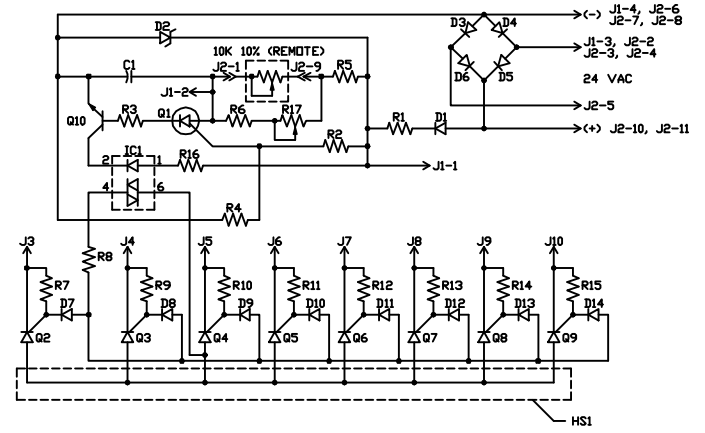 D2
D3
D4
(-) J1-4, J2-6
J2-7, J2-8
10K 10% (REMOTE)
J1-3, J2-2
J2-3, J2-4
C1
J2-1
J2-9
R5
D6
D5
24 VAC
J1-2
Q10
R3
Q1
R6
R17
J2-5
R1
D1
(+) J2-10, J2-11
R2
IC1
2
1
R16
J1-1
4
6
R4
J3
J4
J5
J6
J7
J8
J9
J10
R8
R7
R9
R10
R11
R12
R13
R14
R15
D7
D8
D9
D10
D11
D12
D13
D14
Q2
Q3
Q4
Q5
Q6
Q7
Q8
Q9
HS1